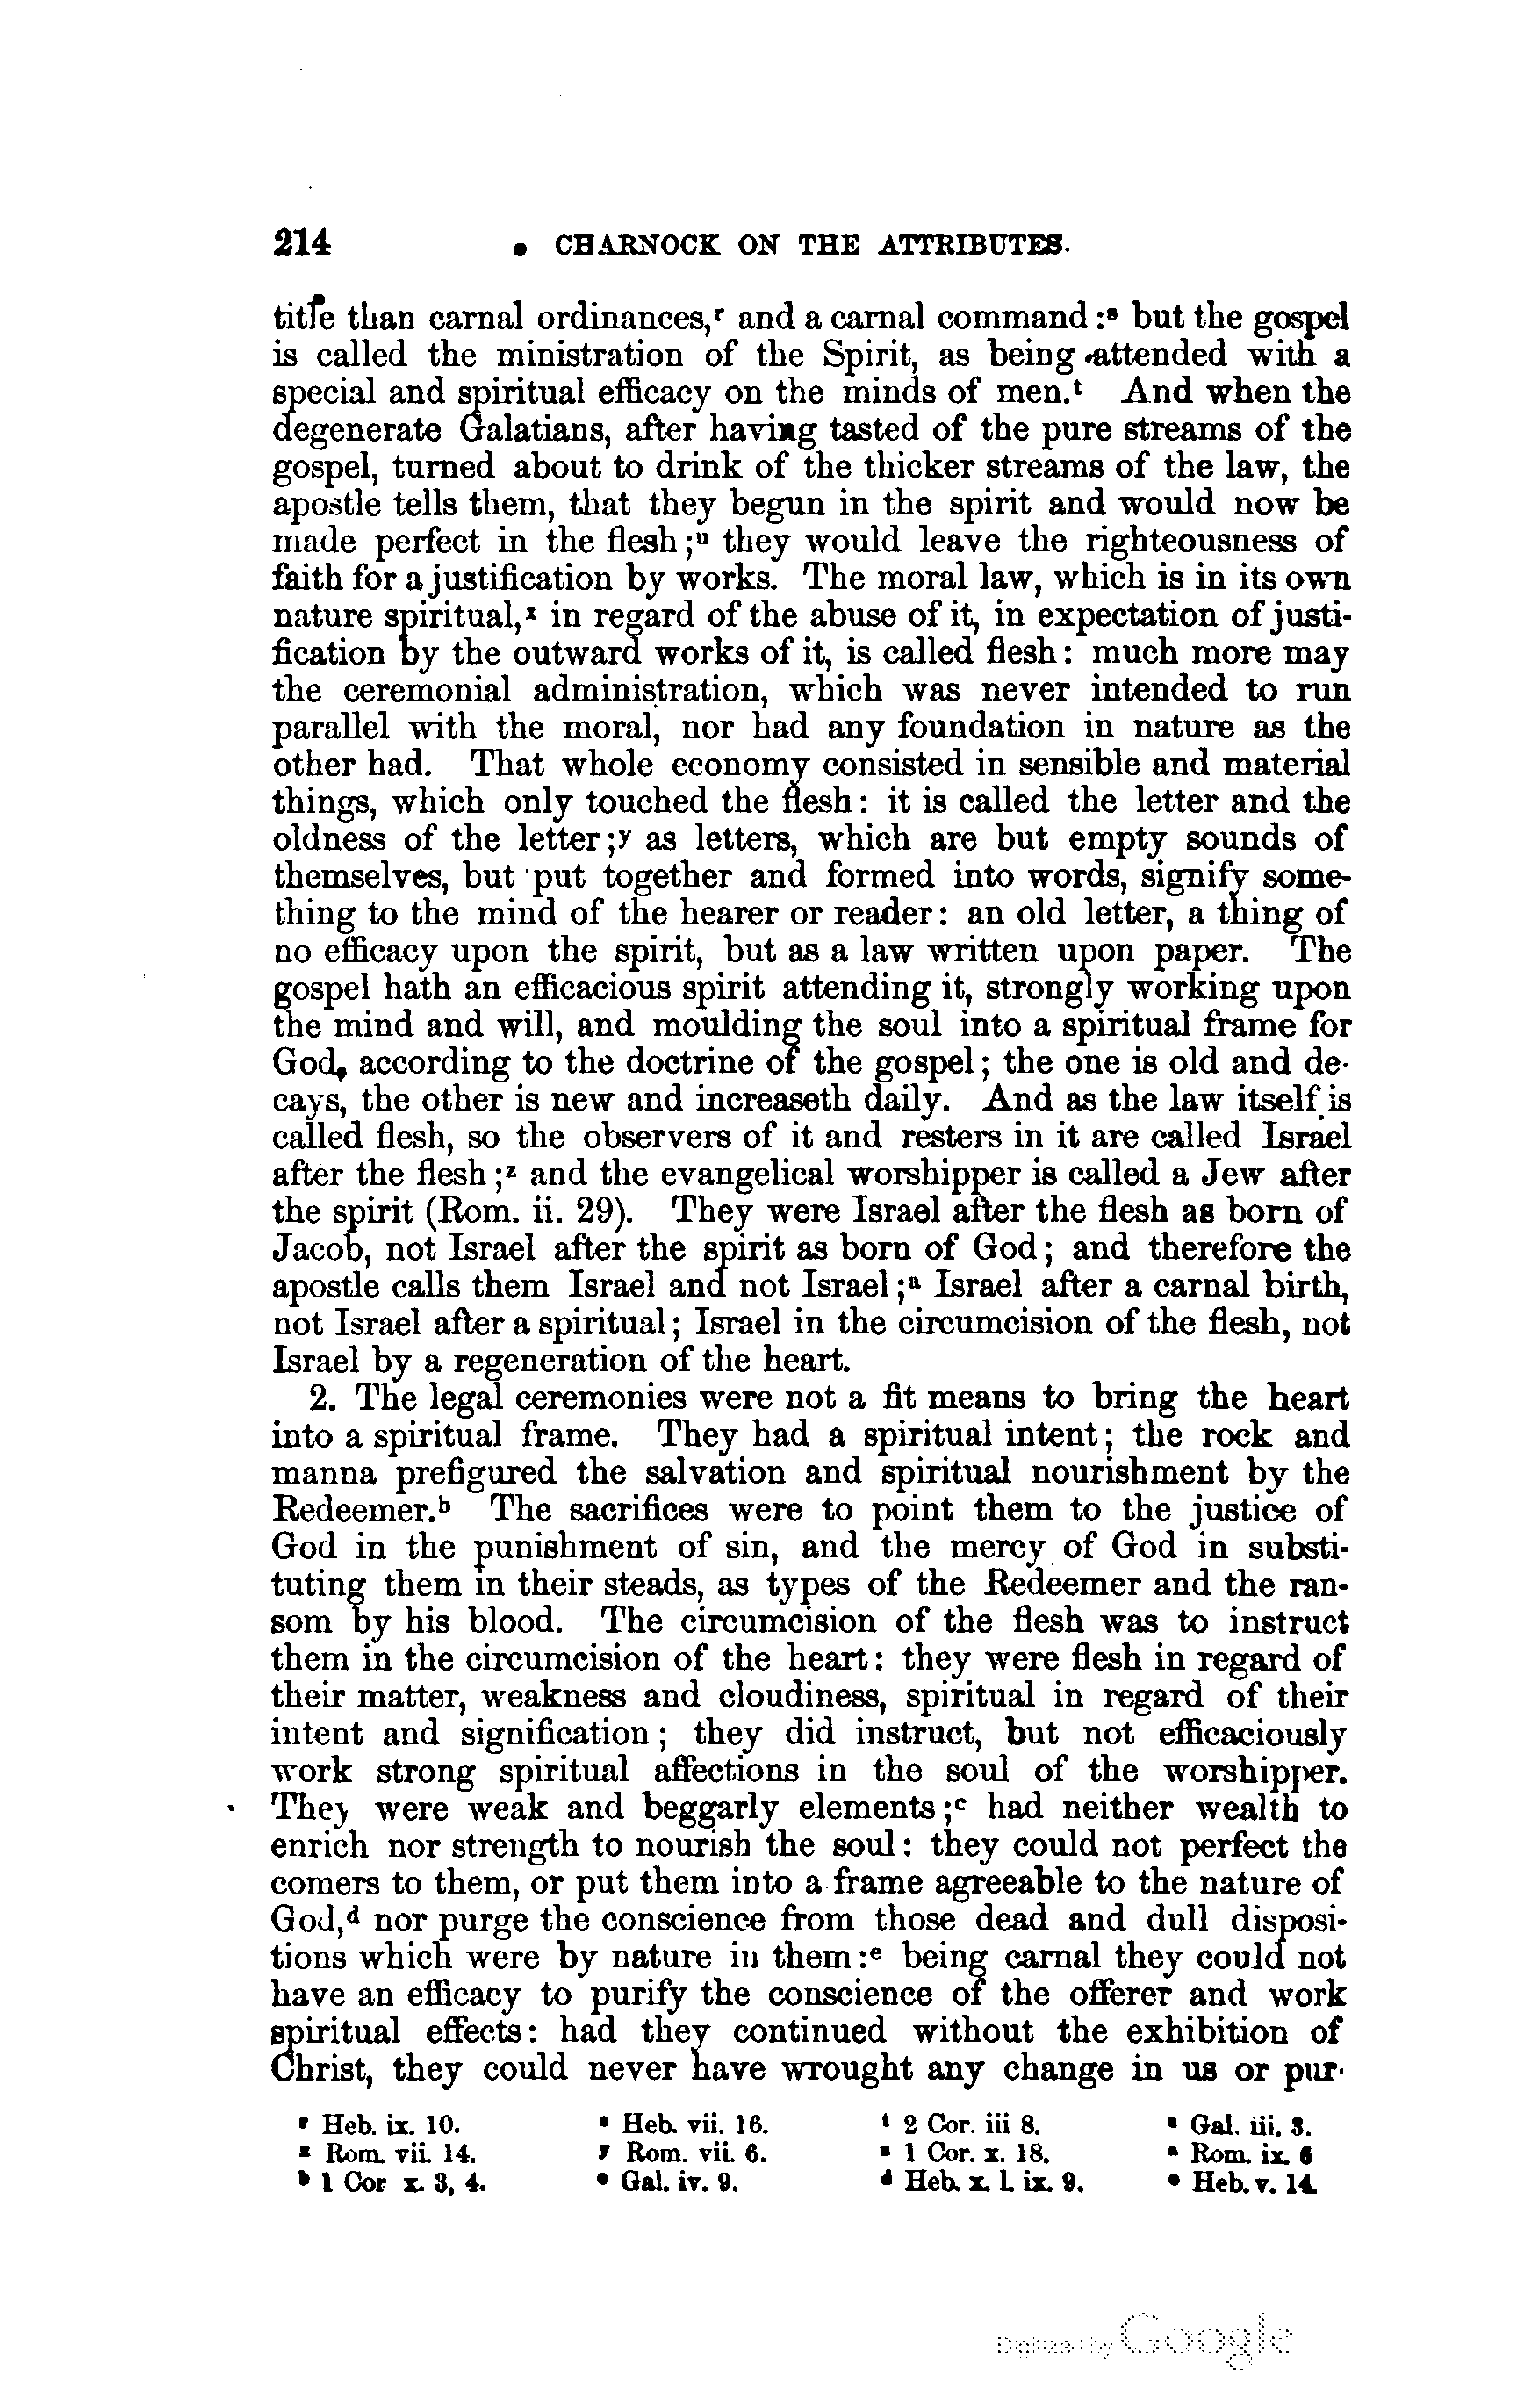 214 • CHARNOCK ON THE ATTRIBUTES.
title than carnal ordinances,ʳ and a carnal command :ˢ but the gospel
is called the ministration of the Spirit, as being attended with a
special and spiritual efficacy on the minds of men.ᵗ And when the
degenerate Galatians, after having tasted of the pure streams of the
gospel, turned about to drink of the thicker streams of the law, the
apostle tells them, that they begun in the spirit and would now be
made perfect in the flesh ;ᵘ they would leave the righteousness of
faith for a justification by works. The moral law, which is in its own
nature spiritual,ˣ in regard of the abuse of it, in expectation of justi-
fication by the outward works of it, is called flesh : much more may
the ceremonial administration, which was never intended to run
parallel with the moral, nor had any foundation in nature as the
other had. That whole economy consisted in sensible and material
things, which only touched the flesh : it is called the letter and the
oldness of the letter ;ʸ as letters, which are but empty sounds of
themselves, but put together and formed into words, signify some-
thing to the mind of the hearer or reader : an old letter, a thing of
no efficacy upon the spirit, but as a law written upon paper. The
gospel hath an efficacious spirit attending it, strongly working upon
the mind and will, and moulding the soul into a spiritual frame for
God, according to the doctrine of the gospel ; the one is old and de-
cays, the other is new and increaseth daily. And as the law itself is
called flesh, so the observers of it and resters in it are called Israel
after the flesh ;ᶻ and the evangelical worshipper is called a Jew after
the spirit (Rom. ii. 29). They were Israel after the flesh as born of
Jacob, not Israel after the spirit as born of God ; and therefore the
apostle calls them Israel and not Israel ;ᵃ Israel after a carnal birth,
not Israel after a spiritual ; Israel in the circumcision of the flesh, not
Israel by a regeneration of the heart.
2. The legal ceremonies were not a fit means to bring the heart
into a spiritual frame. They had a spiritual intent ; the rock and
manna prefigured the salvation and spiritual nourishment by the
Redeemer.ᵇ The sacrifices were to point them to the justice of
God in the punishment of sin, and the mercy of God in substi-
tuting them in their steads, as types of the Redeemer and the ran-
som by his blood. The circumcision of the flesh was to instruct
them in the circumcision of the heart : they were flesh in regard of
their matter, weakness and cloudiness, spiritual in regard of their
intent and signification ; they did instruct, but not efficaciously
work strong spiritual affections in the soul of the worshipper.
They were weak and beggarly elements ;ᶜ had neither wealth to
enrich nor strength to nourish the soul : they could not perfect the
comers to them, or put them into a frame agreeable to the nature of
God,ᵈ nor purge the conscience from those dead and dull disposi-
tions which were by nature in them :ᵉ being carnal they could not
have an efficacy to purify the conscience of the offerer and work
spiritual effects : had they continued without the exhibition of
Christ, they could never have wrought any change in us or pur-
ʳ Heb. ix. 10. ˢ Heb. vii. 16. ᵗ 2 Cor. iii 8. ᵘ Gal. iii. 3.
ˣ Rom. vii. 14. ʸ Rom. vii. 6. ᶻ 1 Cor. x. 18. ᵃ Rom. ix. 6
ᵇ 1 Cor x. 3, 4. ᶜ Gal. iv. 9. ᵈ Heb. x. 1. ix. 9. ᵉ Heb. v. 14.
Digitized by Google